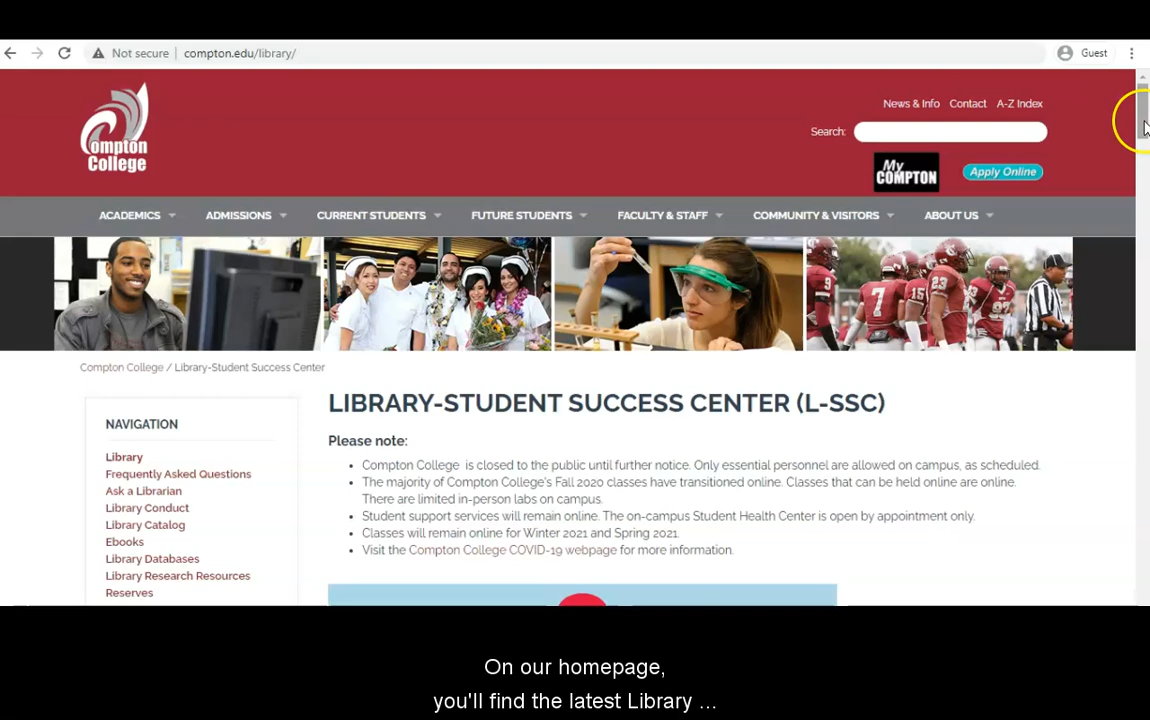 Not secure | compton.edu/library/
Guest
Compton College
News & Info Contact A-Z Index
Search:
My COMPTON
Apply Online
ACADEMICS ADMISSIONS CURRENT STUDENTS FUTURE STUDENTS FACULTY & STAFF COMMUNITY & VISITORS ABOUT US
Compton College / Library-Student Success Center
NAVIGATION
Library
Frequently Asked Questions
Ask a Librarian
Library Conduct
Library Catalog
Ebooks
Library Databases
Library Research Resources
Reserves
LIBRARY-STUDENT SUCCESS CENTER (L-SSC)
Please note:
• Compton College is closed to the public until further notice. Only essential personnel are allowed on campus, as scheduled.
• The majority of Compton College's Fall 2020 classes have transitioned online. Classes that can be held online are online.
There are limited in-person labs on campus.
• Student support services will remain online. The on-campus Student Health Center is open by appointment only.
• Classes will remain online for Winter 2021 and Spring 2021.
• Visit the Compton College COVID-19 webpage for more information.
On our homepage,
you'll find the latest Library ...